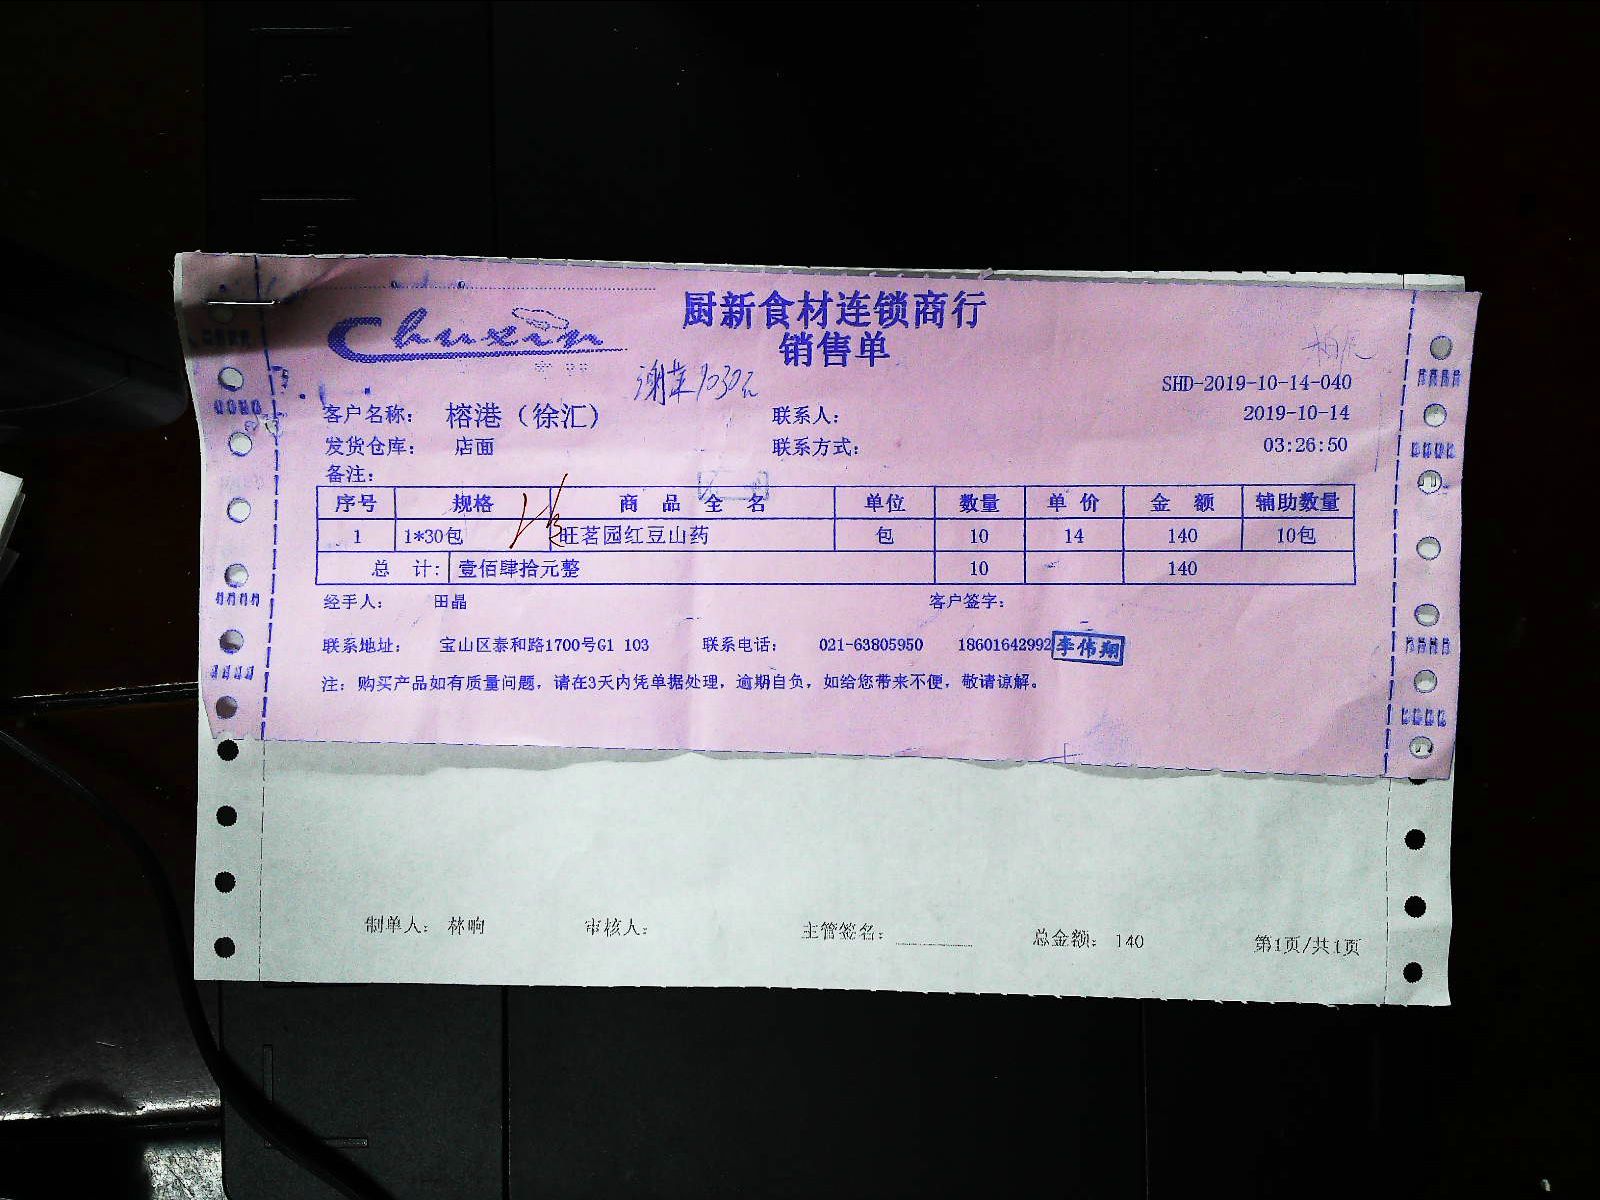 Chuxin
厨新食材连锁商行
销售单
SHD-2019-10-14-040
客户名称： 榕港（徐汇） 联系人： 2019-10-14
发货仓库： 店面 联系方式： 03:26:50
备注：
序号 规格 商品全名 单位 数量 单价 金额 辅助数量
1 1*30包 旺茗园红豆山药 包 10 14 140 10包
总计： 壹佰肆拾元整 10 140
经手人： 田晶 客户签字：
联系地址： 宝山区泰和路1700号G1 103 联系电话： 021-63805950 18601642992 李伟翔
注：购买产品如有质量问题，请在3天内凭单据处理，逾期自负，如给您带来不便，敬请谅解。
制单人： 林响 审核人： 主管签名： 总金额： 140 第1页/共1页